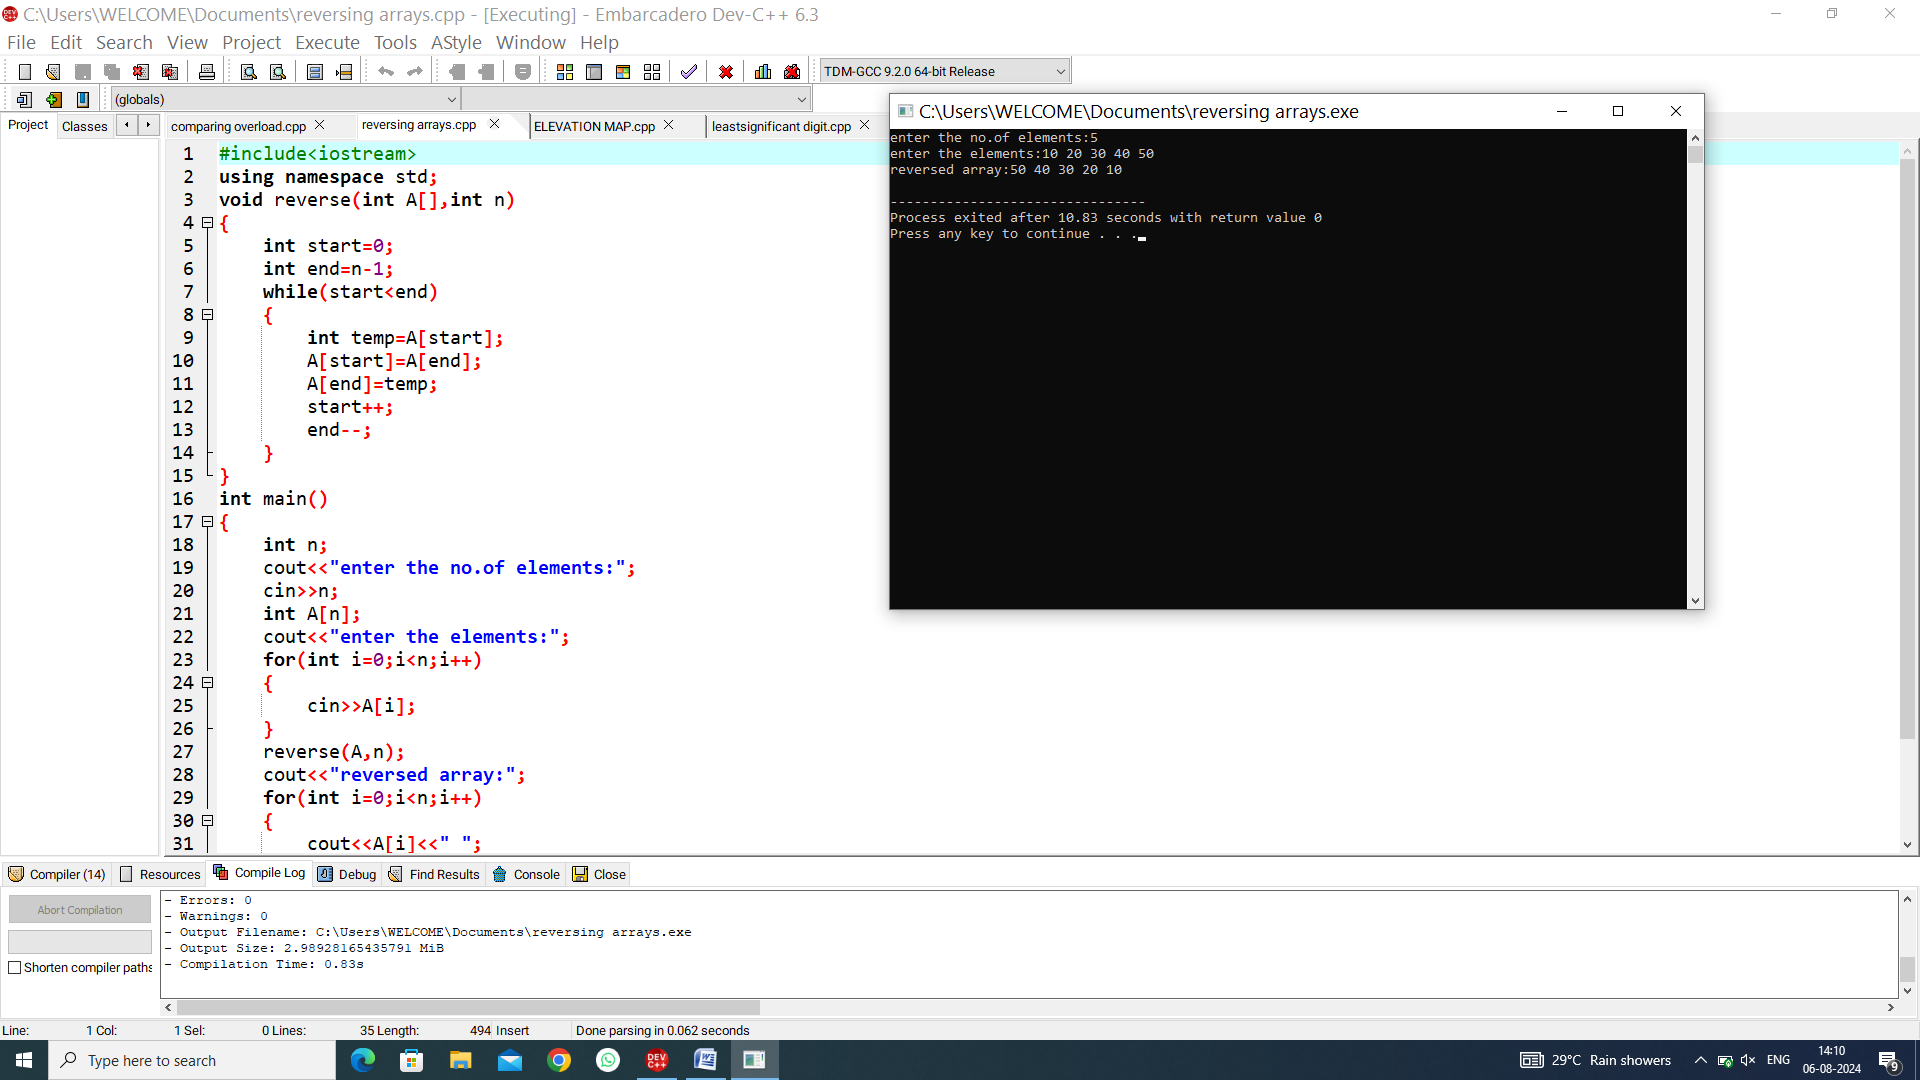 C:\Users\WELCOME\Documents\reversing arrays.cpp - [Executing] - Embarcadero Dev-C++ 6.3
File Edit Search View Project Execute Tools AStyle Window Help
TDM-GCC 9.2.0 64-bit Release
(globals)
Project Classes
comparing overload.cpp reversing arrays.cpp ELEVATION MAP.cpp leastsignificant digit.cpp
1 #include<iostream>
2 using namespace std;
3 void reverse(int A[],int n)
4 {
5 int start=0;
6 int end=n-1;
7 while(start<end)
8 {
9 int temp=A[start];
10 A[start]=A[end];
11 A[end]=temp;
12 start++;
13 end--;
14 }
15 }
16 int main()
17 {
18 int n;
19 cout<<"enter the no.of elements:";
20 cin>>n;
21 int A[n];
22 cout<<"enter the elements:";
23 for(int i=0;i<n;i++)
24 {
25 cin>>A[i];
26 }
27 reverse(A,n);
28 cout<<"reversed array:";
29 for(int i=0;i<n;i++)
30 {
31 cout<<A[i]<<" ";
C:\Users\WELCOME\Documents\reversing arrays.exe
enter the no.of elements:5
enter the elements:10 20 30 40 50
reversed array:50 40 30 20 10
--------------------------------
Process exited after 10.83 seconds with return value 0
Press any key to continue . . .
Compiler (14) Resources Compile Log Debug Find Results Console Close
Abort Compilation
Shorten compiler paths
- Errors: 0
- Warnings: 0
- Output Filename: C:\Users\WELCOME\Documents\reversing arrays.exe
- Output Size: 2.98928165435791 MiB
- Compilation Time: 0.83s
Line: 1 Col: 1 Sel: 0 Lines: 35 Length: 494 Insert Done parsing in 0.062 seconds
Type here to search
DEV C++
29°C Rain showers
ENG
14:10
06-08-2024
9